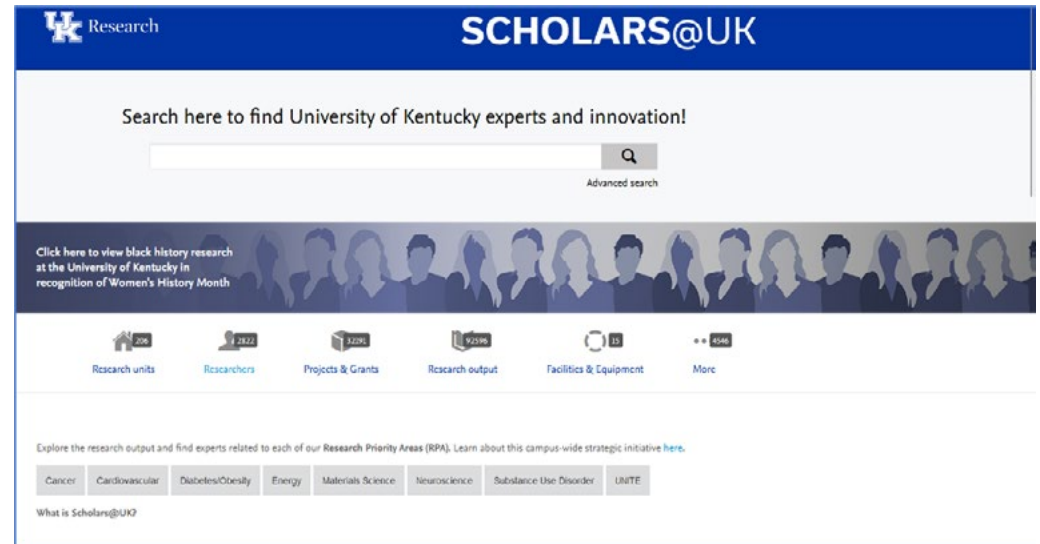 UK Research
SCHOLARS@UK
Search here to find University of Kentucky experts and innovation!
Advanced search
Click here to view black history research
at the University of Kentucky in
recognition of Women's History Month
206 2822 32291 92596 15 4546
Research units Researchers Projects & Grants Research output Facilities & Equipment More
Explore the research output and find experts related to each of our Research Priority Areas (RPA). Learn about this campus-wide strategic initiative here.
Cancer Cardiovascular Diabetes/Obesity Energy Materials Science Neuroscience Substance Use Disorder UNITE
What is Scholars@UK?